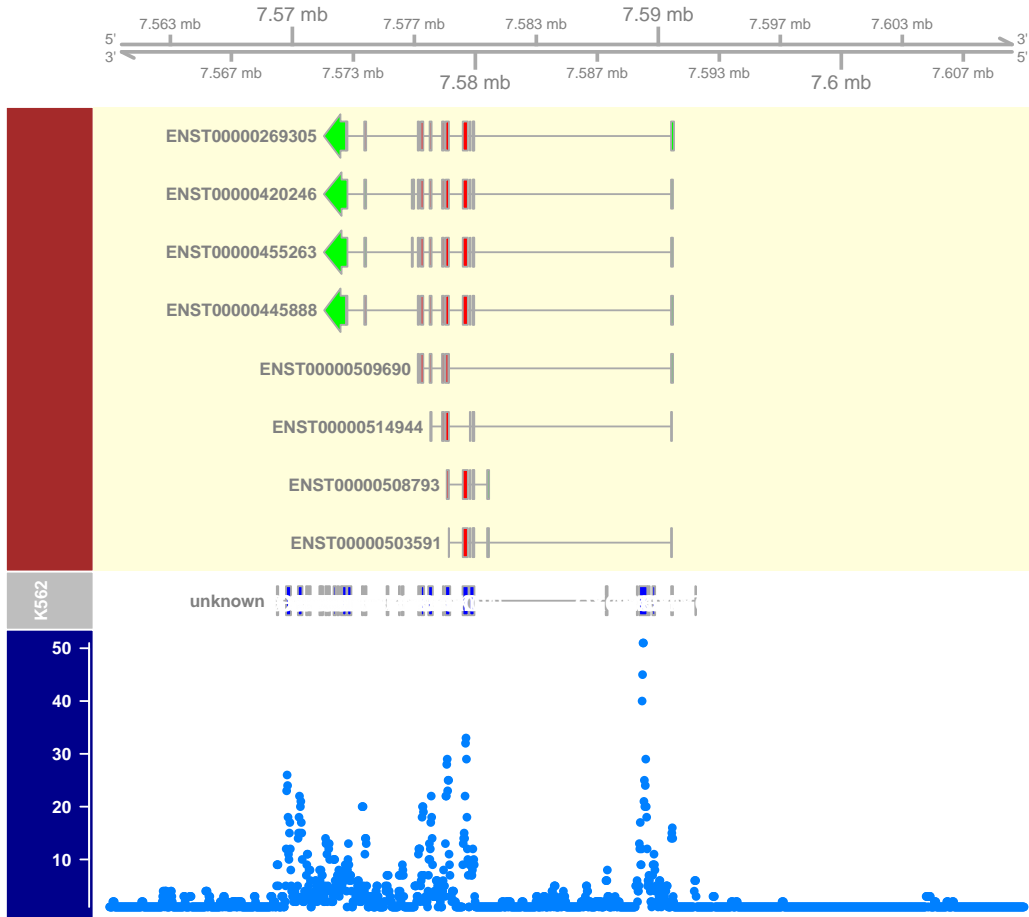 7.57 mb 7.59 mb
7.563 mb 7.577 mb 7.583 mb 7.597 mb 7.603 mb
5' 3'
3' 5'
7.567 mb 7.573 mb 7.587 mb 7.593 mb 7.607 mb
7.58 mb 7.6 mb
ENST00000269305
ENST00000420246
ENST00000455263
ENST00000445888
ENST00000509690
ENST00000514944
ENST00000508793
ENST00000503591
K562
unknown
50
40
30
20
10